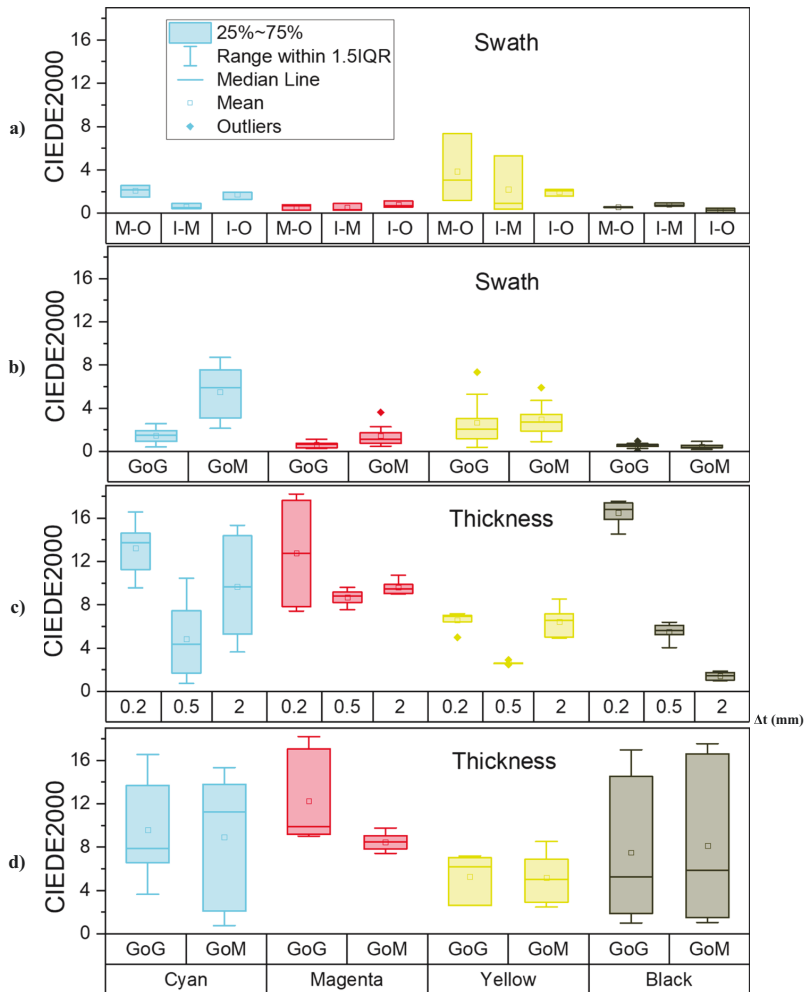 a)
CIEDE2000
16
12
8
4
0
25%~75%
Range within 1.5IQR
Median Line
Mean
Outliers
Swath
M-O I-M I-O M-O I-M I-O M-O I-M I-O M-O I-M I-O
b)
CIEDE2000
16
12
8
4
0
Swath
GoG GoM GoG GoM GoG GoM GoG GoM
c)
CIEDE2000
16
12
8
4
0
Thickness
0.2 0.5 2 0.2 0.5 2 0.2 0.5 2 0.2 0.5 2
Δt (mm)
d)
CIEDE2000
16
12
8
4
0
Thickness
GoG GoM GoG GoM GoG GoM GoG GoM
Cyan Magenta Yellow Black